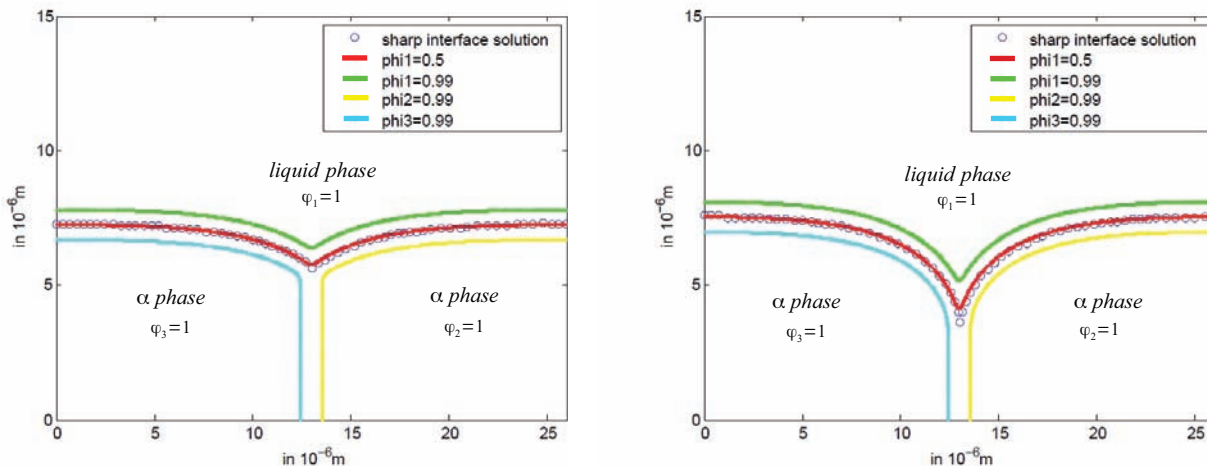 15
sharp interface solution
phi1=0.5
phi1=0.99
phi2=0.99
phi3=0.99
10
liquid phase
φ₁=1
in 10⁻⁶m
5
α phase
φ₃=1
α phase
φ₂=1
0
0 5 10 15 20 25
in 10⁻⁶m
15
sharp interface solution
phi1=0.5
phi1=0.99
phi2=0.99
phi3=0.99
10
liquid phase
φ₁=1
in 10⁻⁶m
5
α phase
φ₃=1
α phase
φ₂=1
0
0 5 10 15 20 25
in 10⁻⁶m